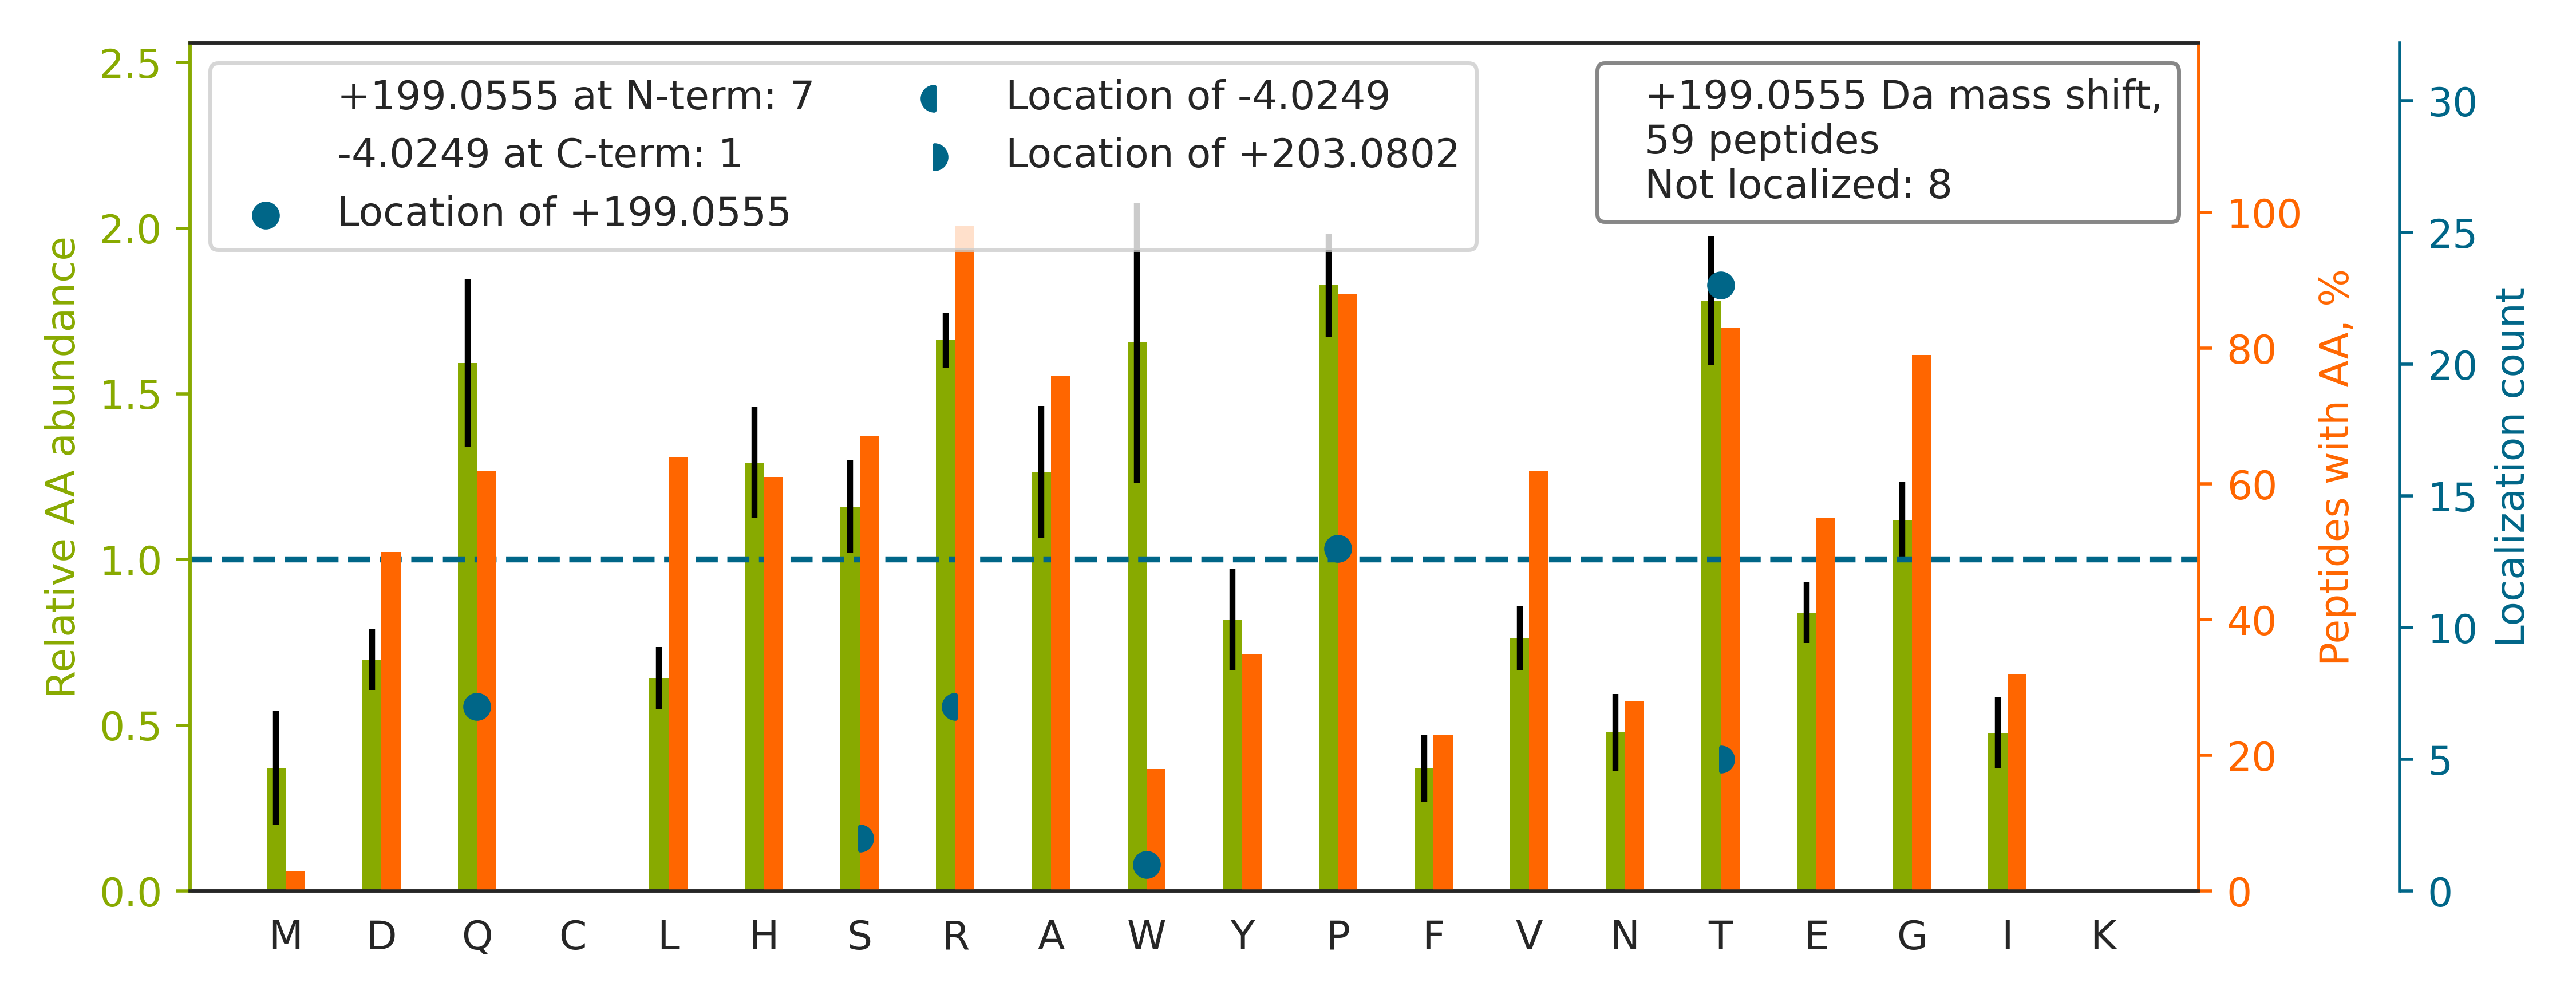 +199.0555 at N-term: 7
-4.0249 at C-term: 1
Location of +199.0555
Location of -4.0249
Location of +203.0802
+199.0555 Da mass shift,
59 peptides
Not localized: 8
Relative AA abundance
2.5
2.0
1.5
1.0
0.5
0.0
M D Q C L H S R A W Y P F V N T E G I K
100
80
60
40
20
0
Peptides with AA, %
30
25
20
15
10
5
0
Localization count